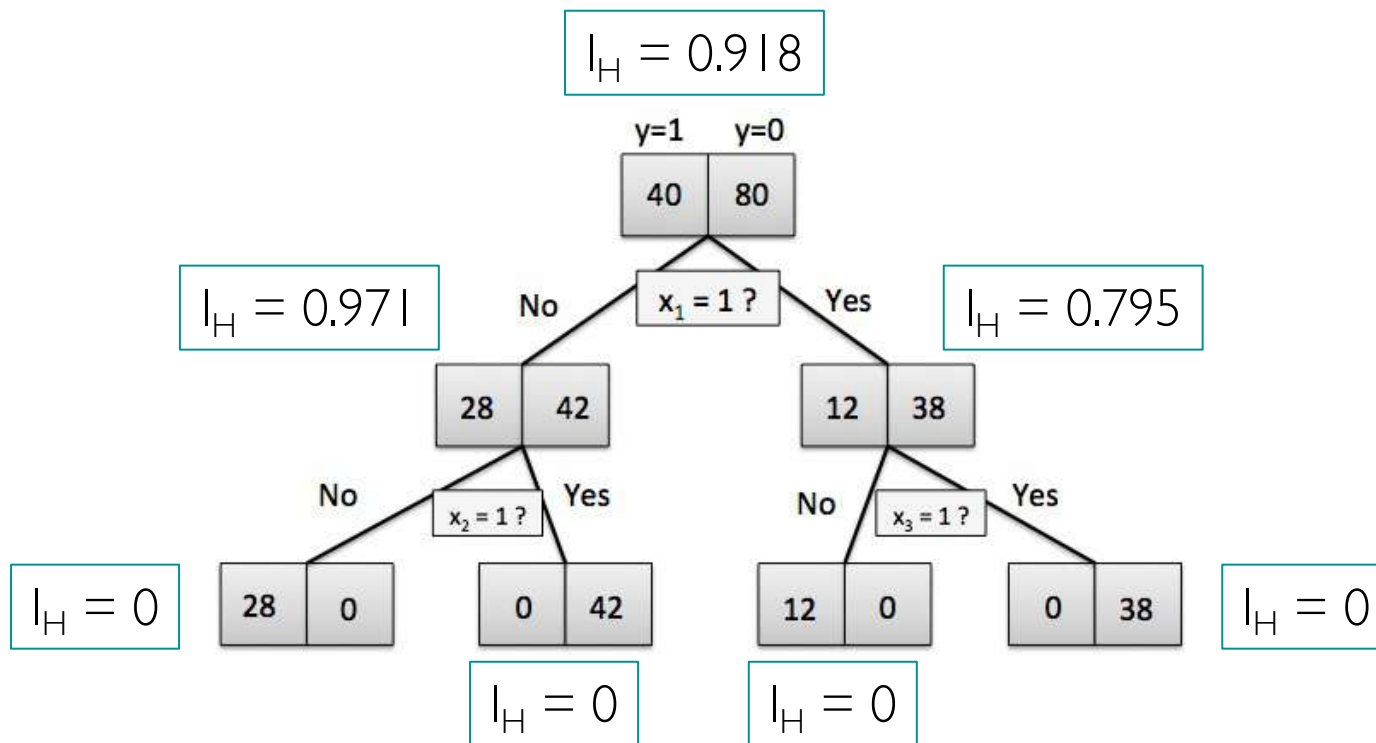 I_H = 0.918
y=1 y=0
40 80
x₁ = 1 ?
No Yes
I_H = 0.971
I_H = 0.795
28 42
12 38
No Yes
x₂ = 1 ?
No Yes
x₃ = 1 ?
28 0
0 42
12 0
0 38
I_H = 0
I_H = 0
I_H = 0
I_H = 0